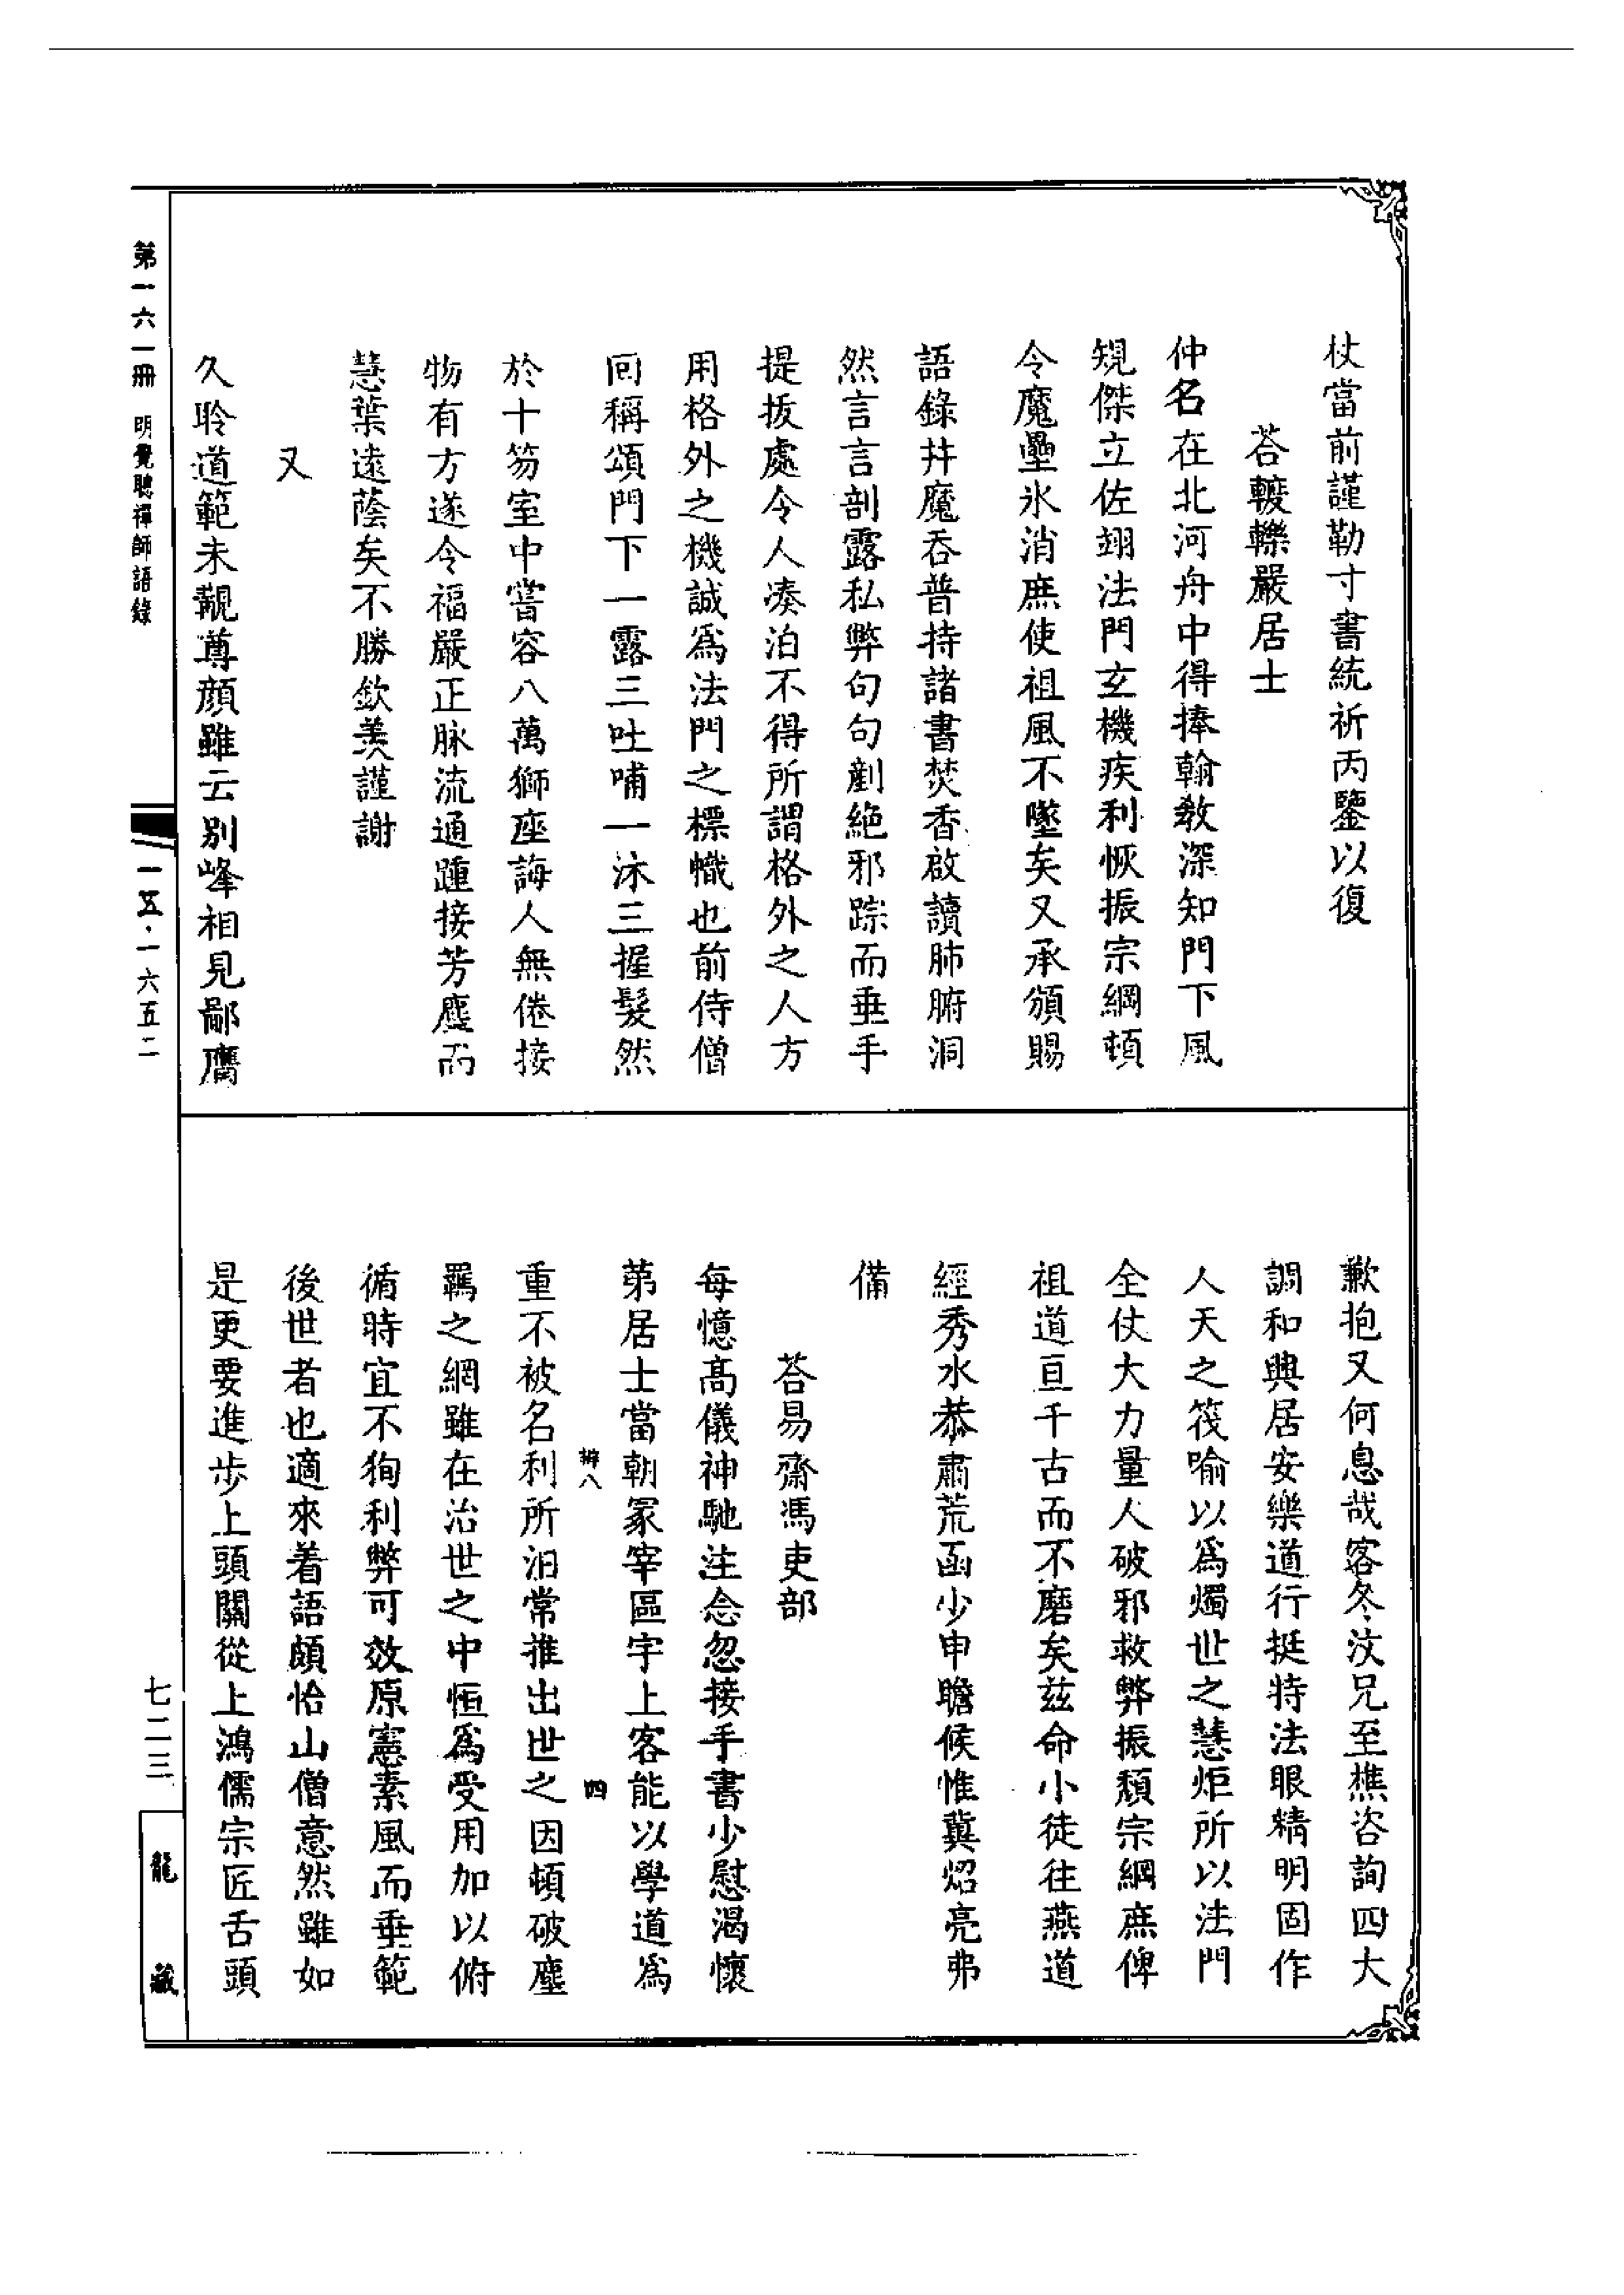 杖當前謹勒寸書統祈丙鑒以復
荅轅轢嚴居士
仲名在北河舟中得捧翰教深知門下風
規傑立佐翊法門玄機疾利恢振宗綱頓
令魔壘氷消庶使祖風不墜矣又承頒賜
語錄并魔吞普持諸書焚香啟讀肺腑洞
然言言剖露私弊句句剷絕邪踪而垂手
提拔處令人湊泊不得所謂格外之人方
用格外之機誠爲法門之標幟也前侍僧
回稱頌門下一露三吐哺一沐三握髮然
於十笏室中嘗容八萬獅座誨人無倦接
物有方遂令福嚴正脉流通踵接芳塵而
慧葉遠蔭矣不勝欽羨謹謝
又
久聆道範未覿尊顏雖云別峰相見鄙膺
歉抱又何息哉客冬汶兄至樵咨詢四大
調和興居安樂道行挺特法眼精明固作
人天之筏喻以爲燭世之慧炬所以法門
全仗大力量人破邪救弊振頹宗綱庶俾
祖道亘千古而不磨矣茲命小徒往燕道
經秀水恭肅荒函少申瞻候惟冀炤亮弗
備
荅易齋馮吏部
每憶高儀神馳注念忽接手書少慰渴懷
第居士當朝冢宰區宇上客能以學道爲
重不被名利所汩常推出世之因頓破塵
羈之網雖在治世之中恒爲受用加以俯
循時宜不狥利弊可效原憲素風而垂範
後世者也適來着語頗恰山僧意然雖如
是更要進步上頭關從上鴻儒宗匠舌頭
辨八
四
第一六一冊 明覺聰禪師語錄
一五·一六五二
七二三
龍藏